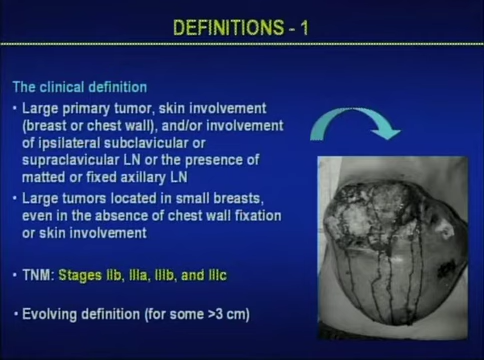 DEFINITIONS - 1
The clinical definition
• Large primary tumor, skin involvement
(breast or chest wall), and/or involvement
of ipsilateral subclavicular or
supraclavicular LN or the presence of
matted or fixed axillary LN
• Large tumors located in small breasts,
even in the absence of chest wall fixation
or skin involvement
• TNM: Stages IIb, IIIa, IIIb, and IIIc
• Evolving definition (for some >3 cm)